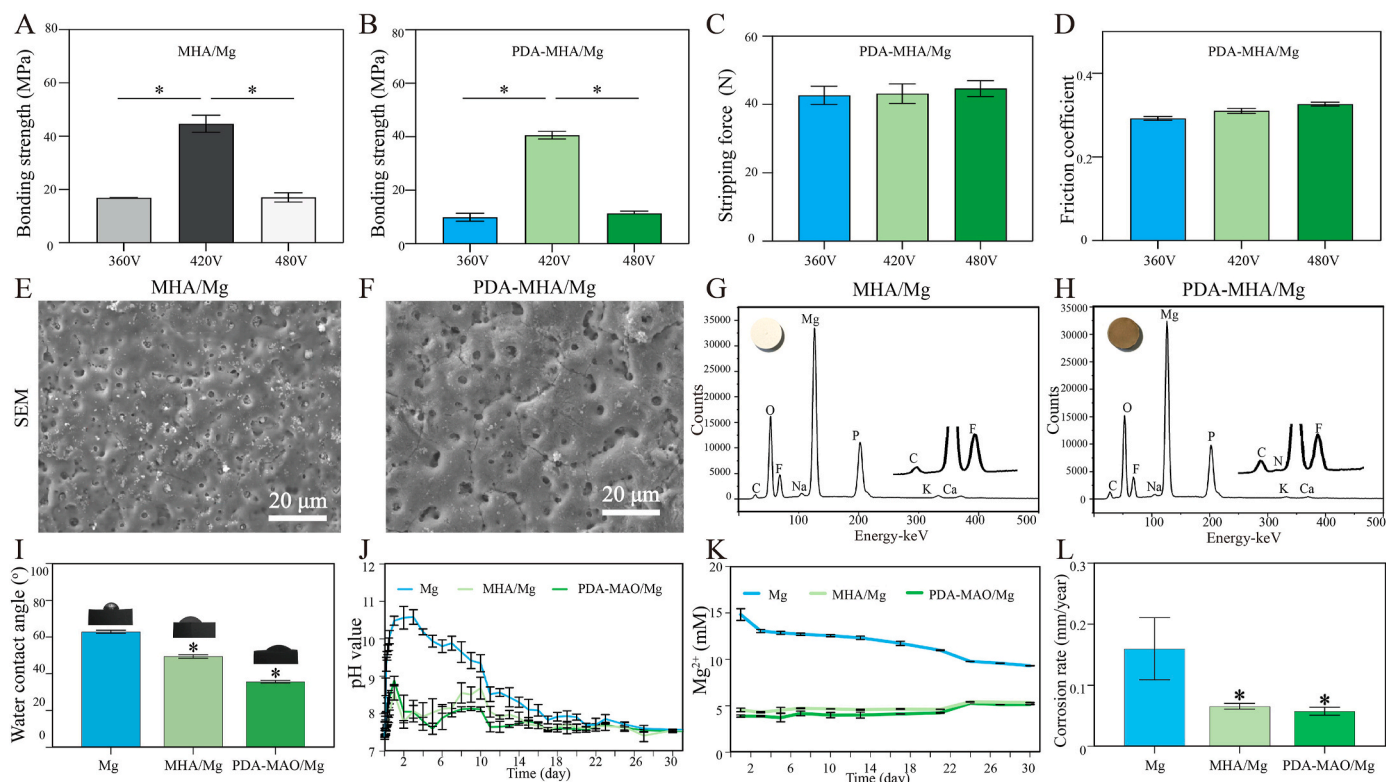 A
MHA/Mg
Bonding strength (MPa)
80
60
40
20
0
* *
360V 420V 480V
B
PDA-MHA/Mg
Bonding strength (MPa)
80
60
40
20
0
* *
360V 420V 480V
C
PDA-MHA/Mg
Stripping force (N)
60
40
20
0
360V 420V 480V
D
PDA-MHA/Mg
Friction coefficient
0.4
0.2
0
360V 420V 480V
E
MHA/Mg
SEM
20 μm
F
PDA-MHA/Mg
20 μm
G
MHA/Mg
Counts
35000
30000
25000
20000
15000
10000
5000
0
Mg
O
F
C
Na
P
C
F
K Ca
100 200 300 400 500
Energy-keV
H
PDA-MHA/Mg
Counts
35000
30000
25000
20000
15000
10000
5000
0
Mg
O
F
C
Na
P
C
N
F
K Ca
100 200 300 400 500
Energy-keV
I
Water contact angle (º)
100
80
60
40
20
0
* *
Mg MHA/Mg PDA-MAO/Mg
J
Mg MHA/Mg PDA-MAO/Mg
pH value
12
11
10
9
8
7
2 6 10 14 18 22 26 30
Time (day)
K
Mg MHA/Mg PDA-MAO/Mg
Mg2+ (mM)
20
15
10
5
0
2 6 10 14 18 22 26 30
Time (day)
L
Corrosion rate (mm/year)
0.3
0.2
0.1
0.0
* *
Mg MHA/Mg PDA-MAO/Mg